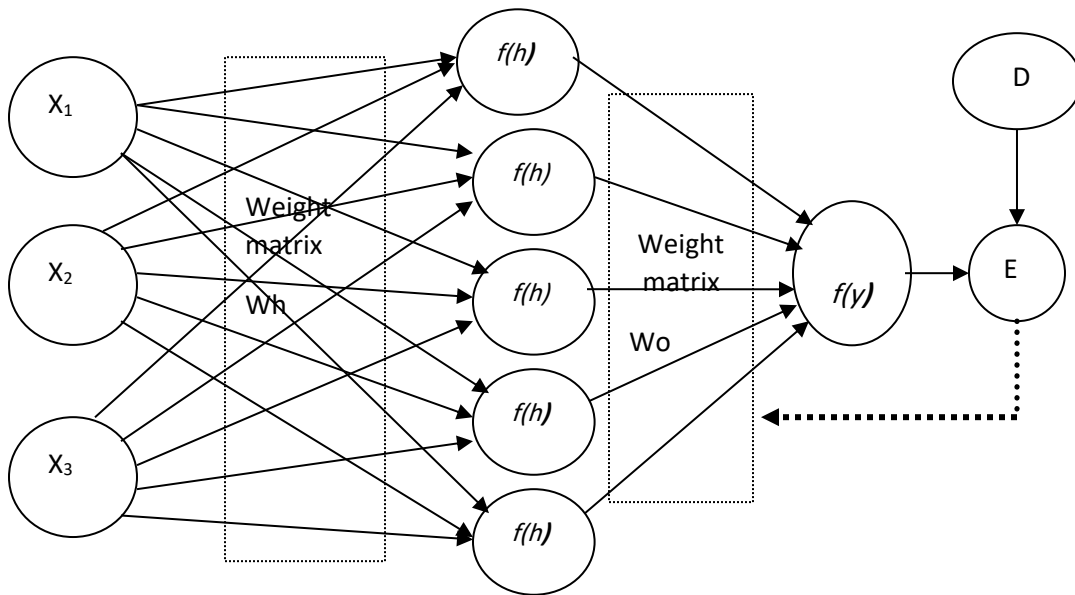 X₁
X₂
X₃
Weight
matrix
Wh
f(h)
f(h)
f(h)
f(h)
f(h)
Weight
matrix
Wo
f(y)
D
E